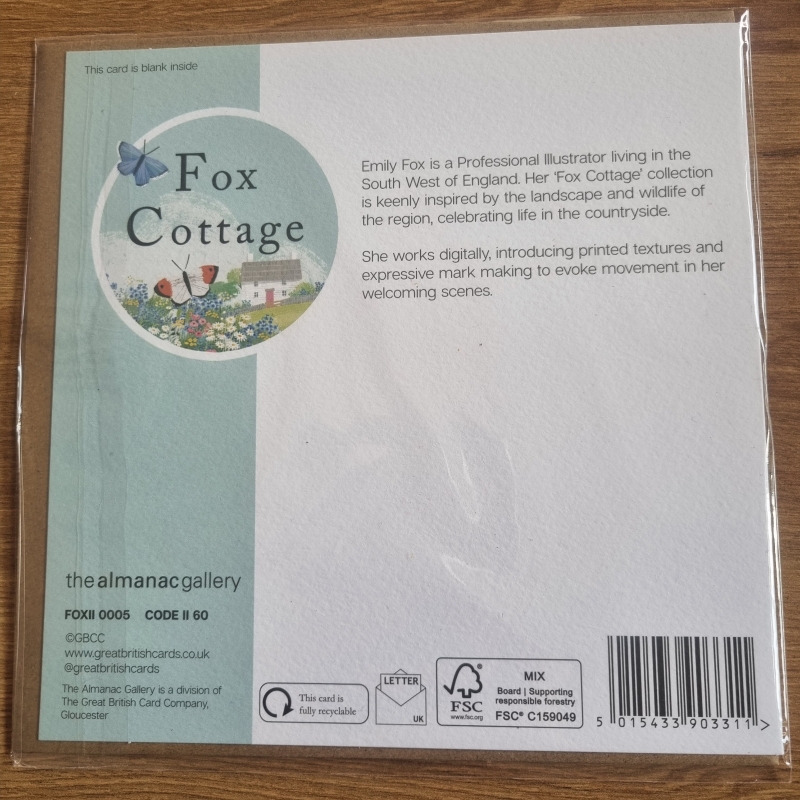 This card is blank inside
Fox
Cottage
Emily Fox is a Professional Illustrator living in the
South West of England. Her 'Fox Cottage' collection
is keenly inspired by the landscape and wildlife of
the region, celebrating life in the countryside.
She works digitally, introducing printed textures and
expressive mark making to evoke movement in her
welcoming scenes.
thealmanacgallery
FOXII 0005 CODE II 60
©GBCC
www.greatbritishcards.co.uk
@greatbritishcards
The Almanac Gallery is a division of
The Great British Card Company,
Gloucester
This card is
fully recyclable
LETTER
UK
FSC®
www.fsc.org
MIX
Board | Supporting
responsible forestry
FSC® C159049
5 015433 903311 >